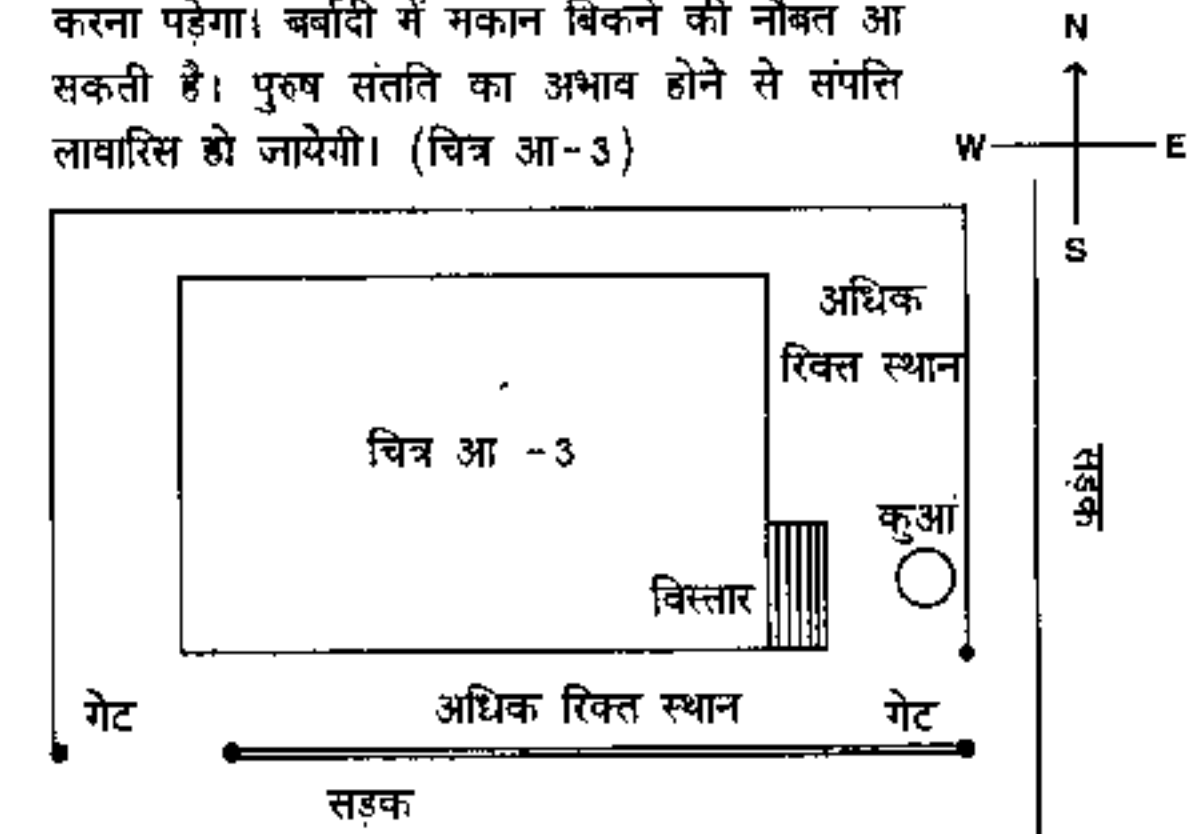 करना पड़ेगा। बर्बादी में मकान बिकने की नौबत आ
सकती है। पुरुष संतति का अभाव होने से संपत्ति
लावारिस हो जायेगी। (चित्र आ-3)
N
W E
S
अधिक
रिक्त स्थान
चित्र आ -3
सड़क
कुआं
विस्तार
गेट अधिक रिक्त स्थान गेट
सड़क